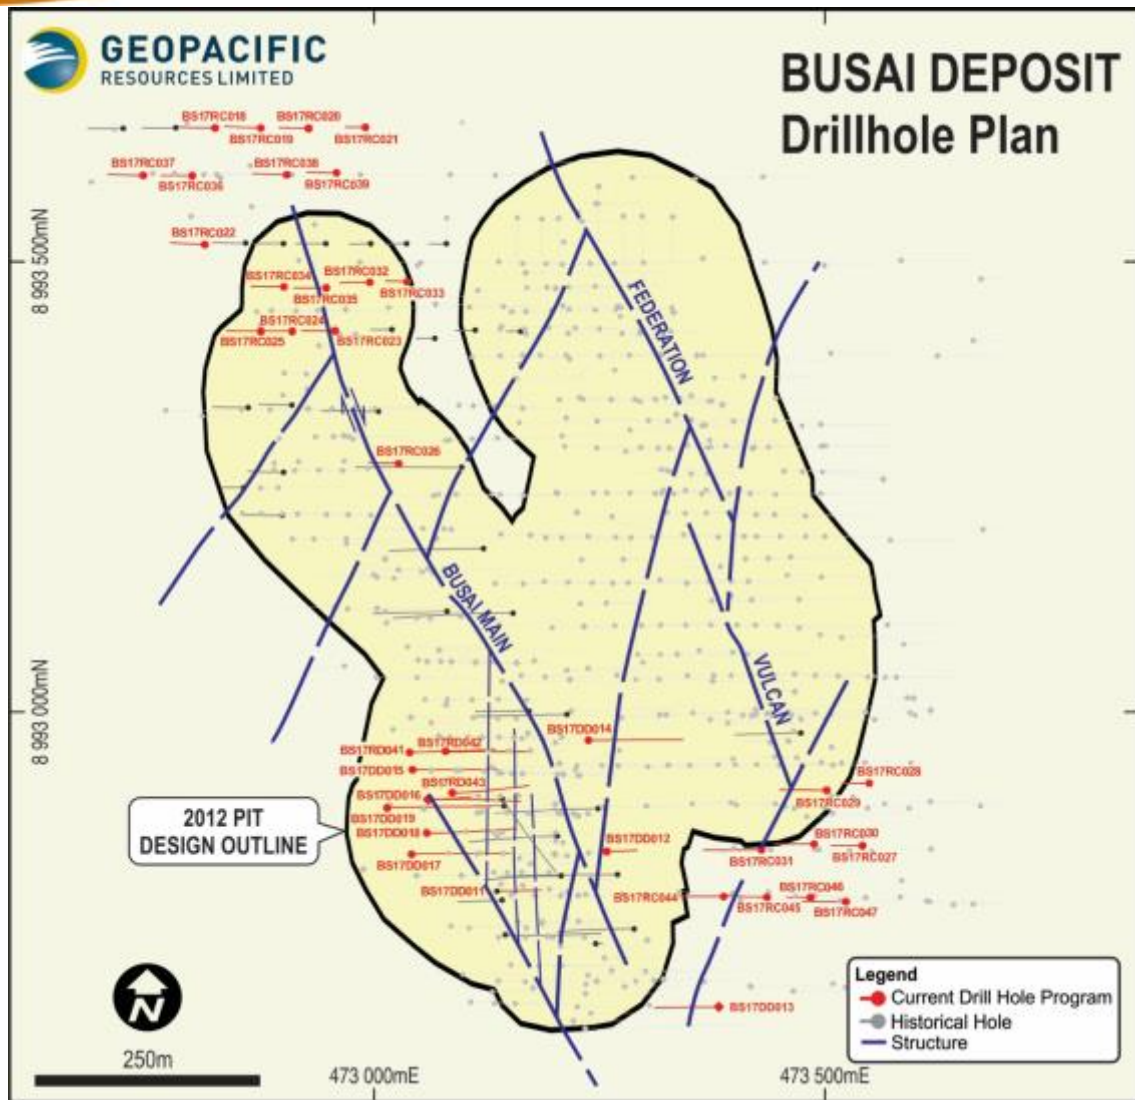 GEOPACIFIC
RESOURCES LIMITED
BUSAI DEPOSIT
Drillhole Plan
BS17RC018
BS17RC020
BS17RC019
BS17RC021
BS17RC037
BS17RC038
BS17RC036
BS17RC039
BS17RC022
8 993 500mN
BS17RC034
BS17RC032
BS17RC035
BS17RC033
BS17RC024
BS17RC025
BS17RC023
FEDERATION
BS17RC026
BUSAI MAIN
VULCAN
8 993 000mN
BS17DD014
BS17RD041
BS17RD042
BS17DD015
BS17RC028
BS17RD043
BS17DD016
BS17RC029
BS17DD019
2012 PIT
DESIGN OUTLINE
BS17DD018
BS17DD012
BS17RC030
BS17RC031
BS17RC027
BS17DD017
BS17DD011
BS17RC044
BS17RC046
BS17RC045
BS17RC047
BS17DD013
Legend
Current Drill Hole Program
Historical Hole
Structure
N
250m
473 000mE
473 500mE